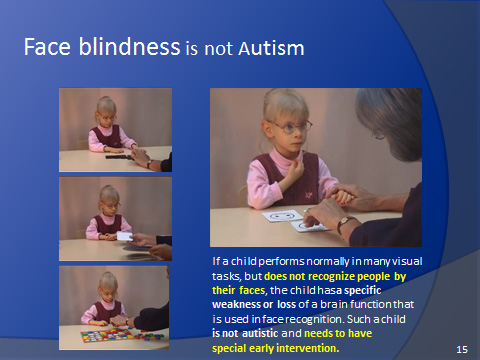 Face blindness is not Autism
If a child performs normally in many visual
tasks, but does not recognize people by
their faces, the child hasa specific
weakness or loss of a brain function that
is used in face recognition. Such a child
is not autistic and needs to have
special early intervention.
15